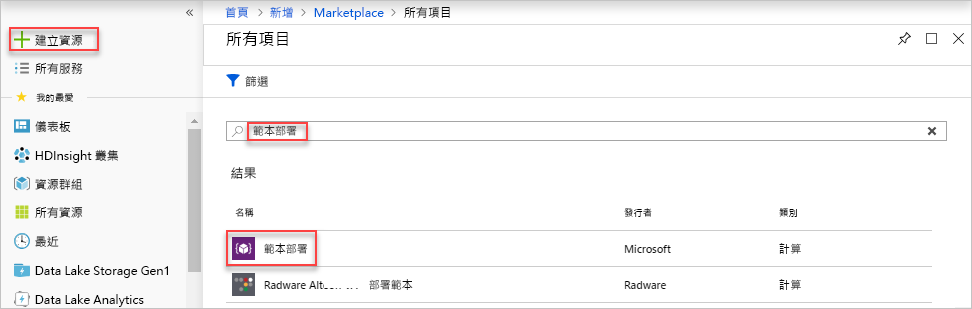 «
建立資源
所有服務
我的最愛
儀表板
HDInsight 叢集
資源群組
所有資源
最近
Data Lake Storage Gen1
Data Lake Analytics
首頁 > 新增 > Marketplace > 所有項目
所有項目
篩選
範本部署
結果
名稱 發行者 類別
範本部署 Microsoft 計算
Radware 部署範本 Radware 計算